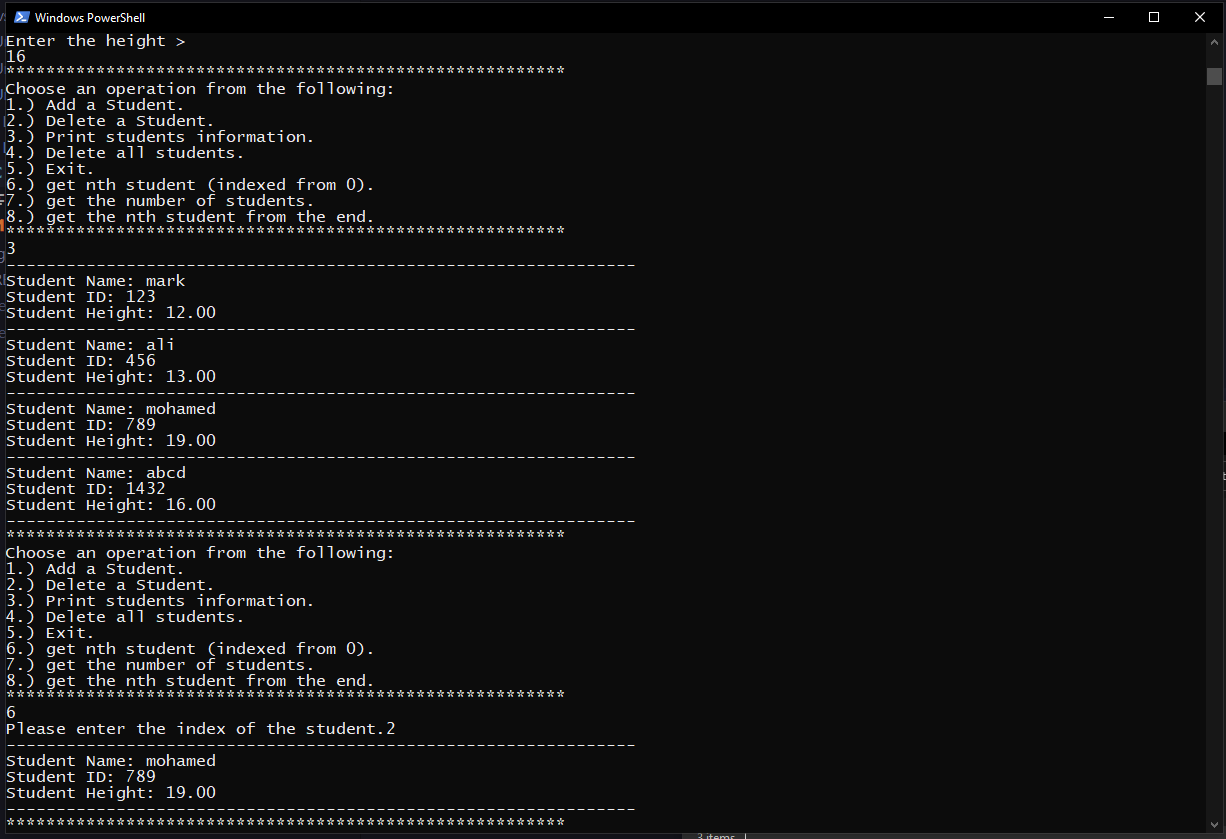 Windows PowerShell
Enter the height >
16
********************************************************
Choose an operation from the following:
1.) Add a Student.
2.) Delete a Student.
3.) Print students information.
4.) Delete all students.
5.) Exit.
6.) get nth student (indexed from 0).
7.) get the number of students.
8.) get the nth student from the end.
********************************************************
3
---------------------------------------------------------------
Student Name: mark
Student ID: 123
Student Height: 12.00
---------------------------------------------------------------
Student Name: ali
Student ID: 456
Student Height: 13.00
---------------------------------------------------------------
Student Name: mohamed
Student ID: 789
Student Height: 19.00
---------------------------------------------------------------
Student Name: abcd
Student ID: 1432
Student Height: 16.00
---------------------------------------------------------------
********************************************************
Choose an operation from the following:
1.) Add a Student.
2.) Delete a Student.
3.) Print students information.
4.) Delete all students.
5.) Exit.
6.) get nth student (indexed from 0).
7.) get the number of students.
8.) get the nth student from the end.
********************************************************
6
Please enter the index of the student.2
---------------------------------------------------------------
Student Name: mohamed
Student ID: 789
Student Height: 19.00
---------------------------------------------------------------
********************************************************
3 items